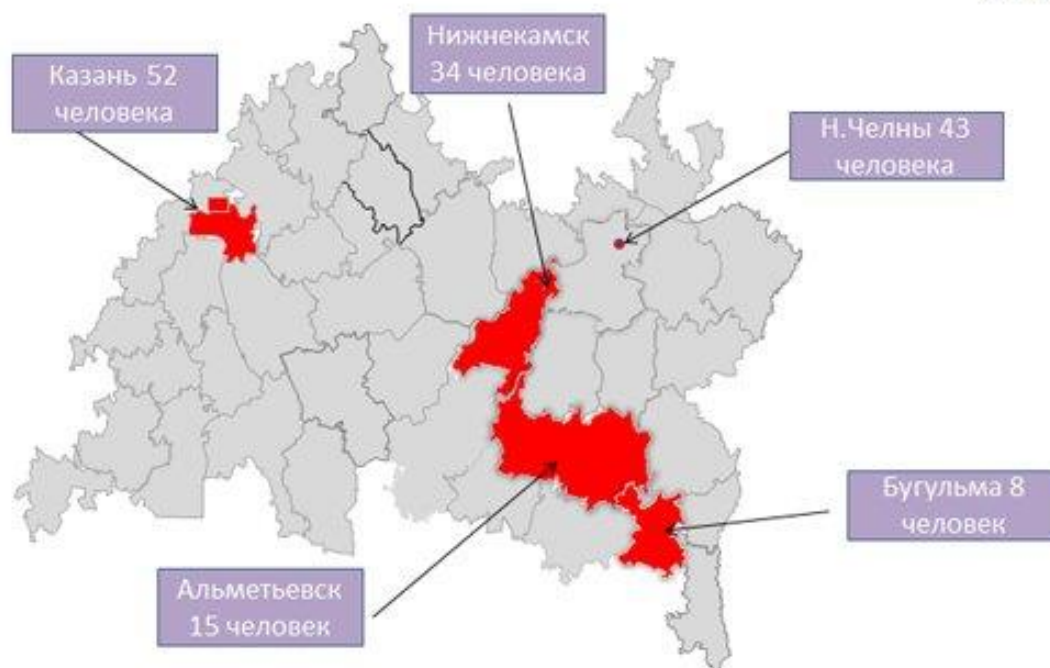 Нижнекамск
34 человека
Казань 52
человека
Н.Челны 43
человека
Бугульма 8
человек
Альметьевск
15 человек